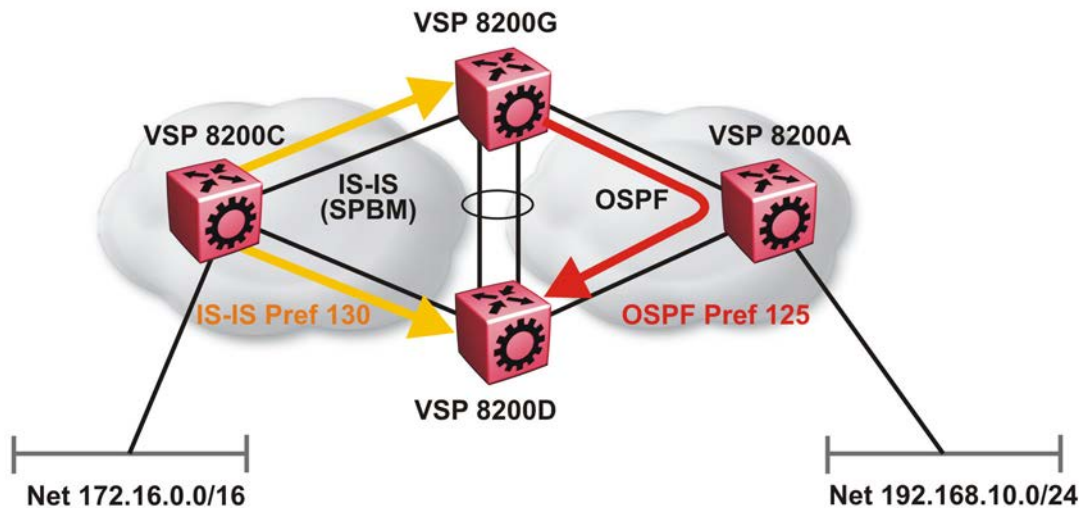 VSP 8200G
VSP 8200C
VSP 8200A
IS-IS
(SPBM)
OSPF
IS-IS Pref 130
OSPF Pref 125
VSP 8200D
Net 172.16.0.0/16
Net 192.168.10.0/24